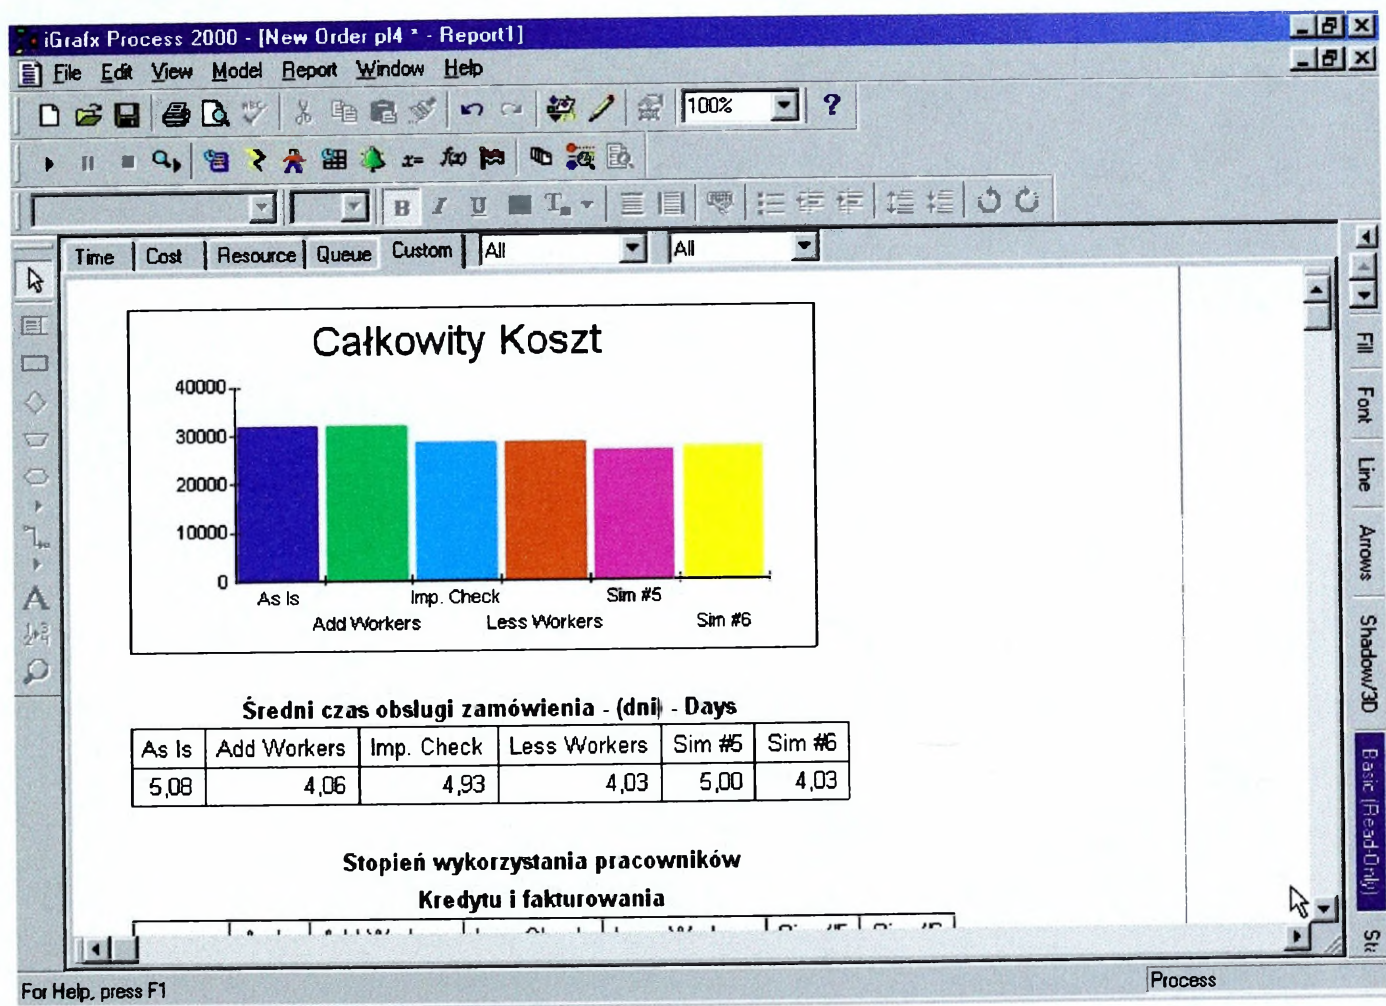 iGrafx Process 2000 - [New Order pl4 * - Report1]
File Edit View Model Report Window Help
100%
B I U
Time Cost Resource Queue Custom All All
Całkowity Koszt
40000
30000
20000
10000
0
As Is Imp. Check Sim #5
Add Workers Less Workers Sim #6
Średni czas obsługi zamówienia - (dni) - Days
As Is Add Workers Imp. Check Less Workers Sim #5 Sim #6
5,08 4,06 4,93 4,03 5,00 4,03
Stopień wykorzystania pracowników
Kredytu i fakturowania
Fill
Font
Line
Arrows
Shadow/3D
Basic (Read-Only)
For Help, press F1
Process